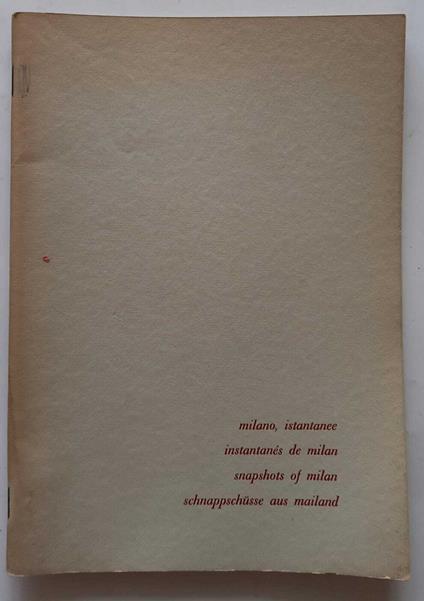 milano, istantanee
instantanés de milan
snapshots of milan
schnappschüsse aus mailand